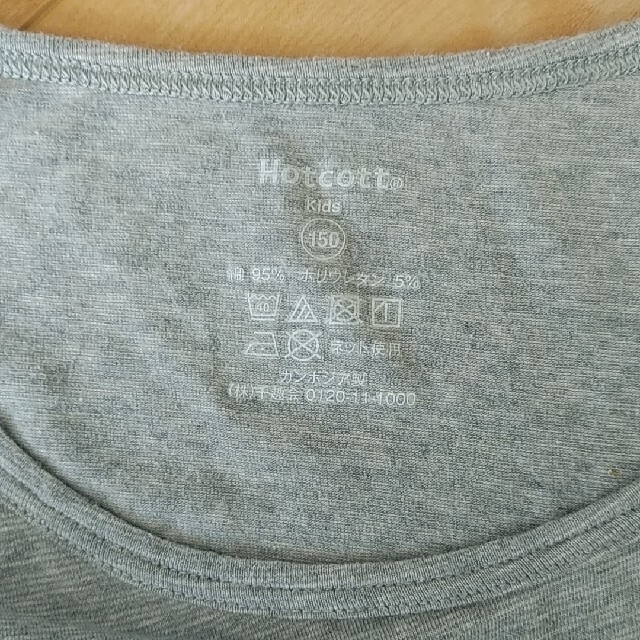 Hotcott®
Kids
150
綿 95% ポリウレタン 5%
40
ネット使用
カンボジア製
(株)千趣会 0120-11-1000